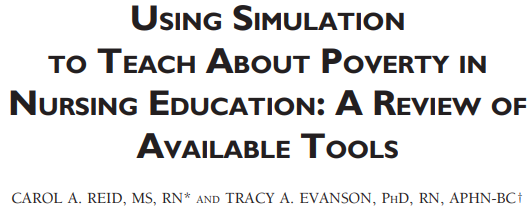 USING SIMULATION
TO TEACH ABOUT POVERTY IN
NURSING EDUCATION: A REVIEW OF
AVAILABLE TOOLS
CAROL A. REID, MS, RN* AND TRACY A. EVANSON, PHD, RN, APHN-BC†